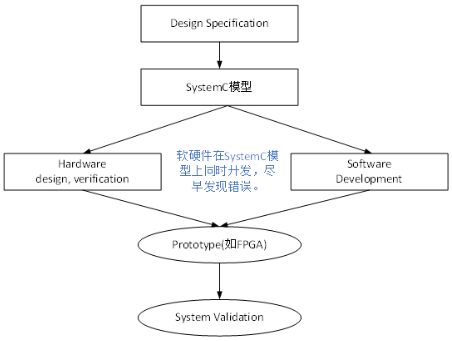 Design Specification
SystemC模型
Hardware
design, verification
软硬件在SystemC模
型上同时开发，尽
早发现错误。
Software
Development
Prototype(如FPGA)
System Validation